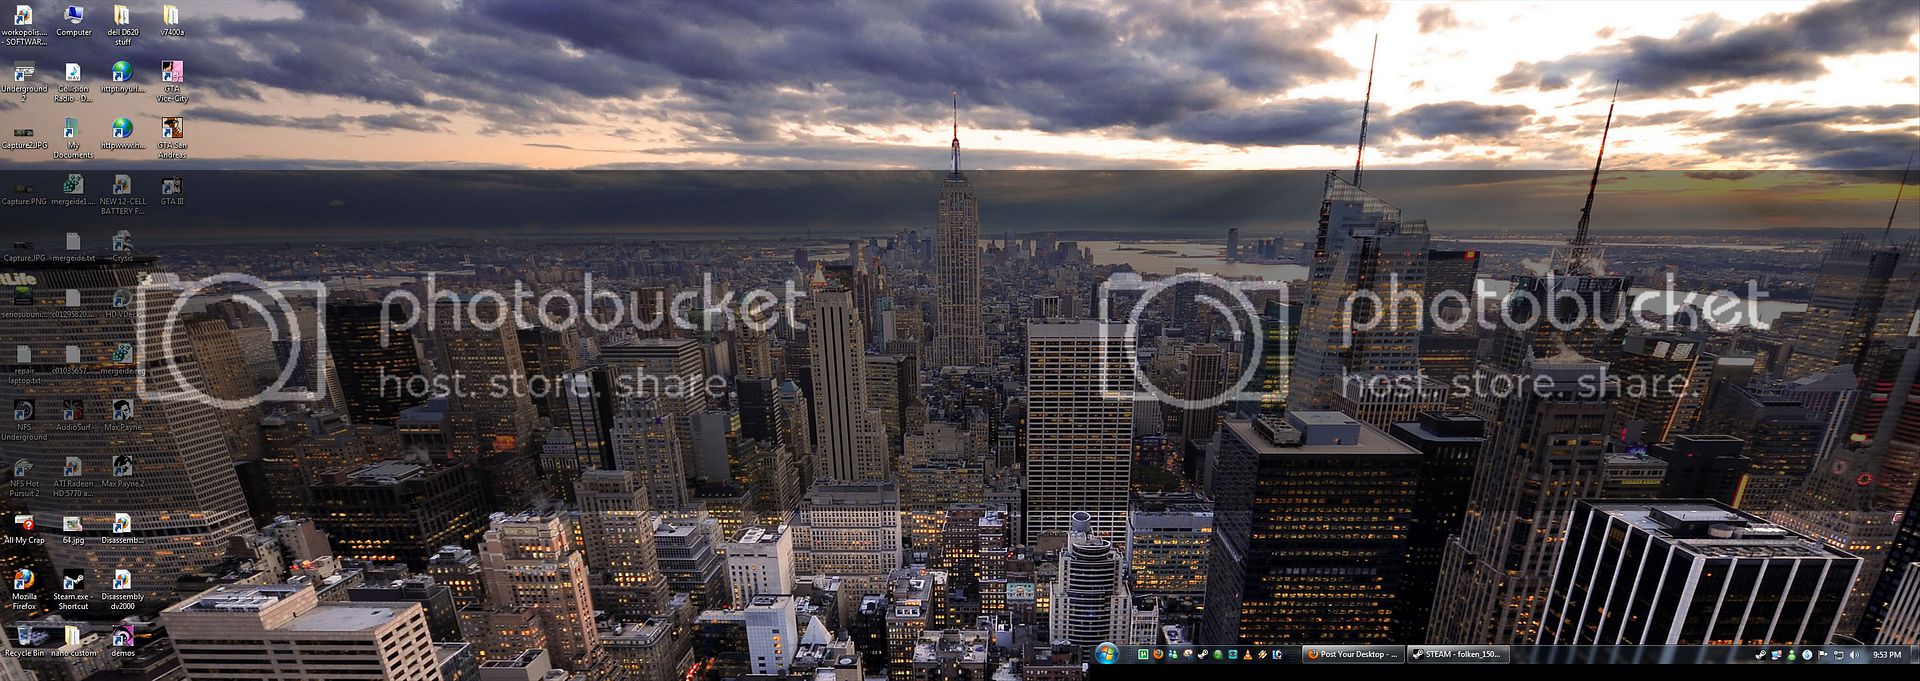 workopolis....
- SOFTWAR...
Computer
dell D620
stuff
v7400a
Underground
2
Collision
Radio - D...
httptinyurl...
GTA
Vice-City
Capture2.JPG
My
Documents
httpwww.h...
GTA San
Andreas
Capture.PNG
mergeide1....
NEW 12-CELL
BATTERY F...
GTA III
Capture.JPG
mergeide.txt
Crysis
tLife
seriosubuni...
c01295820....
HDVDeck
repair
laptop.txt
c01035657....
mergeide.reg
NFS
Underground
AudioSurf
Max Payne
NFS Hot
Pursuit 2
ATI Radeon
HD 5770 a...
Max Payne 2
All My Crap
64.jpg
Disassemb...
Mozilla
Firefox
Steam.exe -
Shortcut
Disassembly
dv2000
Recycle Bin
nano custom
demos
photobucket
host. store. share.
photobucket
host. store. share.
Post Your Desktop - ...
STEAM - folken_150...
9:53 PM